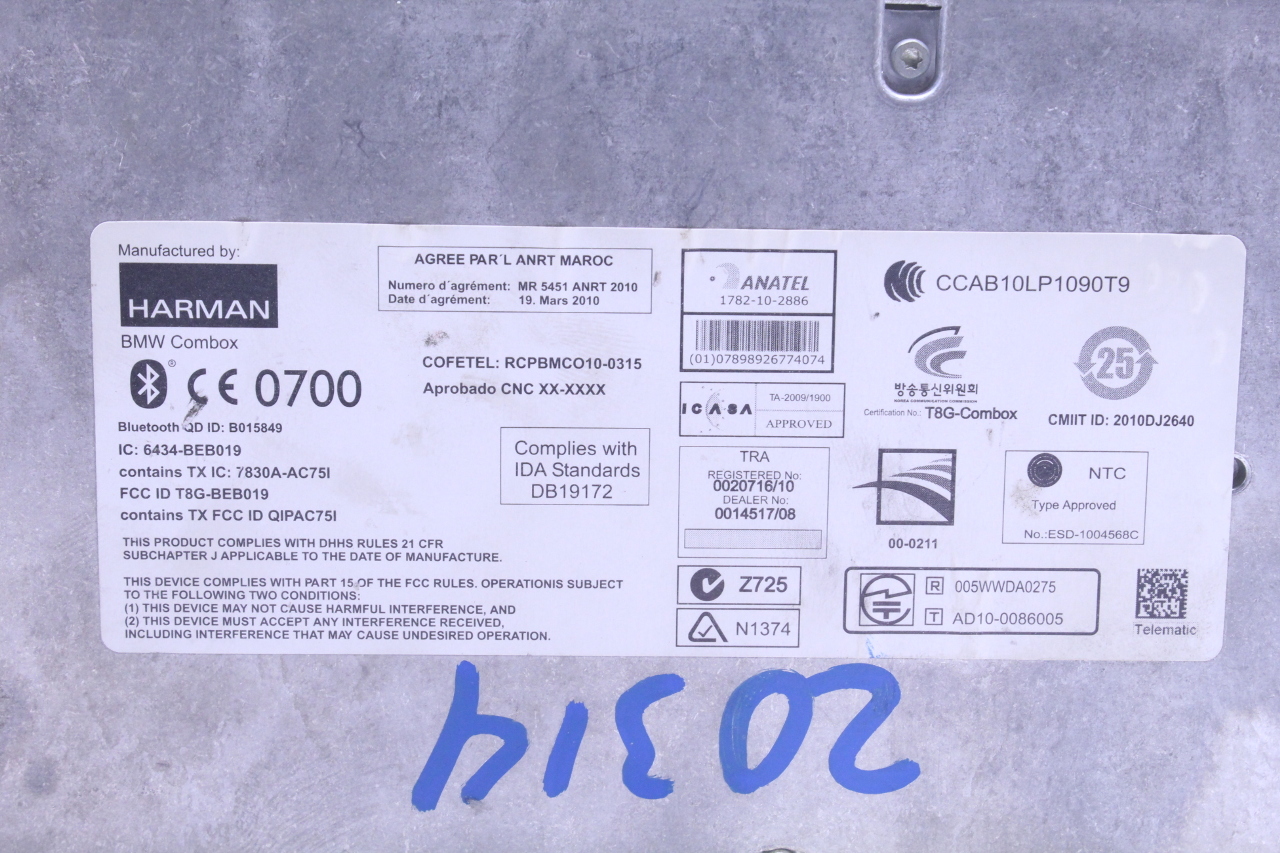 Manufactured by:
HARMAN
BMW Combox
® CE 0700
Bluetooth QD ID: B015849
IC: 6434-BEB019
contains TX IC: 7830A-AC75I
FCC ID T8G-BEB019
contains TX FCC ID QIPAC75I
THIS PRODUCT COMPLIES WITH DHHS RULES 21 CFR
SUBCHAPTER J APPLICABLE TO THE DATE OF MANUFACTURE.
THIS DEVICE COMPLIES WITH PART 15 OF THE FCC RULES. OPERATIONIS SUBJECT
TO THE FOLLOWING TWO CONDITIONS:
(1) THIS DEVICE MAY NOT CAUSE HARMFUL INTERFERENCE, AND
(2) THIS DEVICE MUST ACCEPT ANY INTERFERENCE RECEIVED,
INCLUDING INTERFERENCE THAT MAY CAUSE UNDESIRED OPERATION.
AGREE PAR´L ANRT MAROC
Numero d´agrément: MR 5451 ANRT 2010
Date d´agrément: 19. Mars 2010
COFETEL: RCPBMCO10-0315
Aprobado CNC XX-XXXX
Complies with
IDA Standards
DB19172
ANATEL
1782-10-2886
(01)07898926774074
ICASA
TA-2009/1900
APPROVED
TRA
REGISTERED No:
0020716/10
DEALER No:
0014517/08
Z725
N1374
CCAB10LP1090T9
방송통신위원회
KOREA COMMUNICATIONS COMMISSION
Certification No.: T8G-Combox
25
CMIIT ID: 2010DJ2640
00-0211
NTC
Type Approved
No.:ESD-1004568C
R 005WWDA0275
T AD10-0086005
Telematic
20314